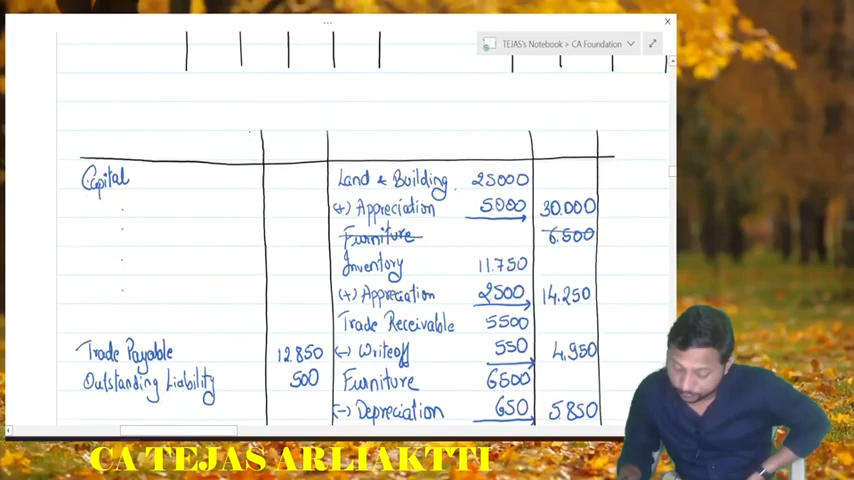 TEJAS's Notebook > CA Foundation
Capital
Land & Building 25000
(+) Appreciation 5000 30.000
Furniture 6.500
Inventory 11.750
(+) Appreciation 2500 14.250
Trade Receivable 5500
Trade Payable 12.850 (-) Writeoff 550 4.950
Outstanding Liability 500 Furniture 6500
(-) Depreciation 650 5850
CA TEJAS ARLIAKTTI